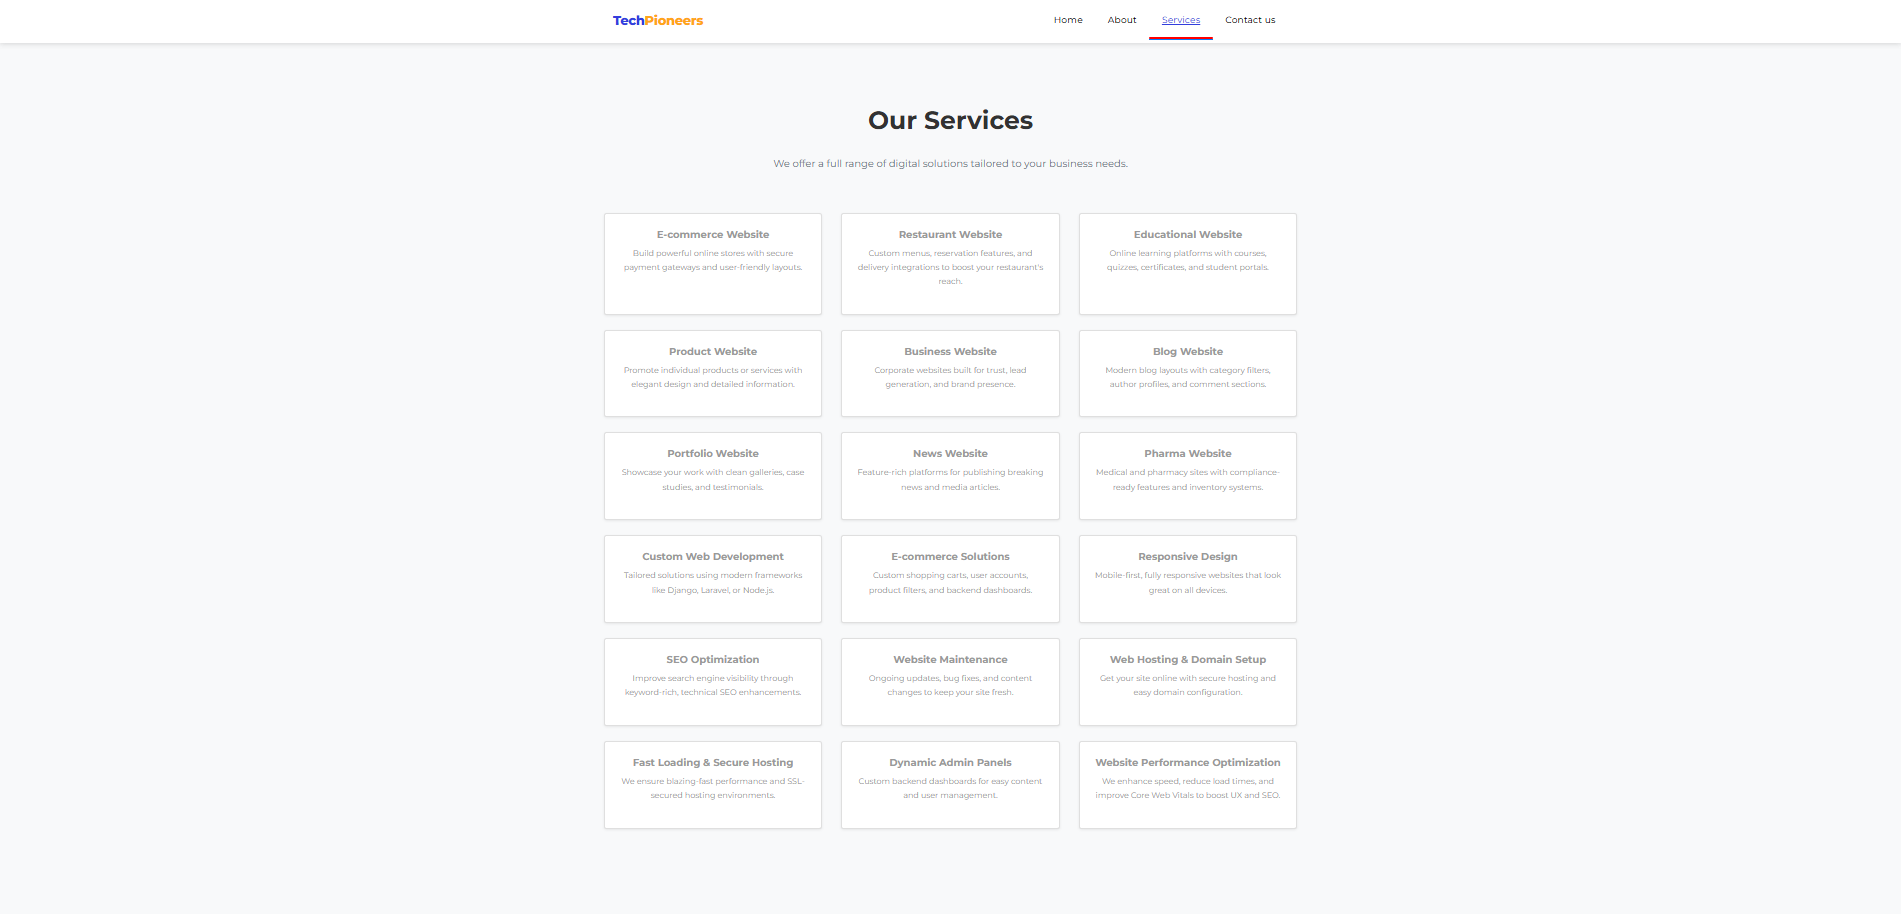 TechPioneers
Home About Services Contact us
Our Services
We offer a full range of digital solutions tailored to your business needs.
E-commerce Website
Build powerful online stores with secure
payment gateways and user-friendly layouts.
Restaurant Website
Custom menus, reservation features, and
delivery integrations to boost your restaurant's
reach.
Educational Website
Online learning platforms with courses,
quizzes, certificates, and student portals.
Product Website
Promote individual products or services with
elegant design and detailed information.
Business Website
Corporate websites built for trust, lead
generation, and brand presence.
Blog Website
Modern blog layouts with category filters,
author profiles, and comment sections.
Portfolio Website
Showcase your work with clean galleries, case
studies, and testimonials.
News Website
Feature-rich platforms for publishing breaking
news and media articles.
Pharma Website
Medical and pharmacy sites with compliance-
ready features and inventory systems.
Custom Web Development
Tailored solutions using modern frameworks
like Django, Laravel, or Node.js.
E-commerce Solutions
Custom shopping carts, user accounts,
product filters, and backend dashboards.
Responsive Design
Mobile-first, fully responsive websites that look
great on all devices.
SEO Optimization
Improve search engine visibility through
keyword-rich, technical SEO enhancements.
Website Maintenance
Ongoing updates, bug fixes, and content
changes to keep your site fresh.
Web Hosting & Domain Setup
Get your site online with secure hosting and
easy domain configuration.
Fast Loading & Secure Hosting
We ensure blazing-fast performance and SSL-
secured hosting environments.
Dynamic Admin Panels
Custom backend dashboards for easy content
and user management.
Website Performance Optimization
We enhance speed, reduce load times, and
improve Core Web Vitals to boost UX and SEO.